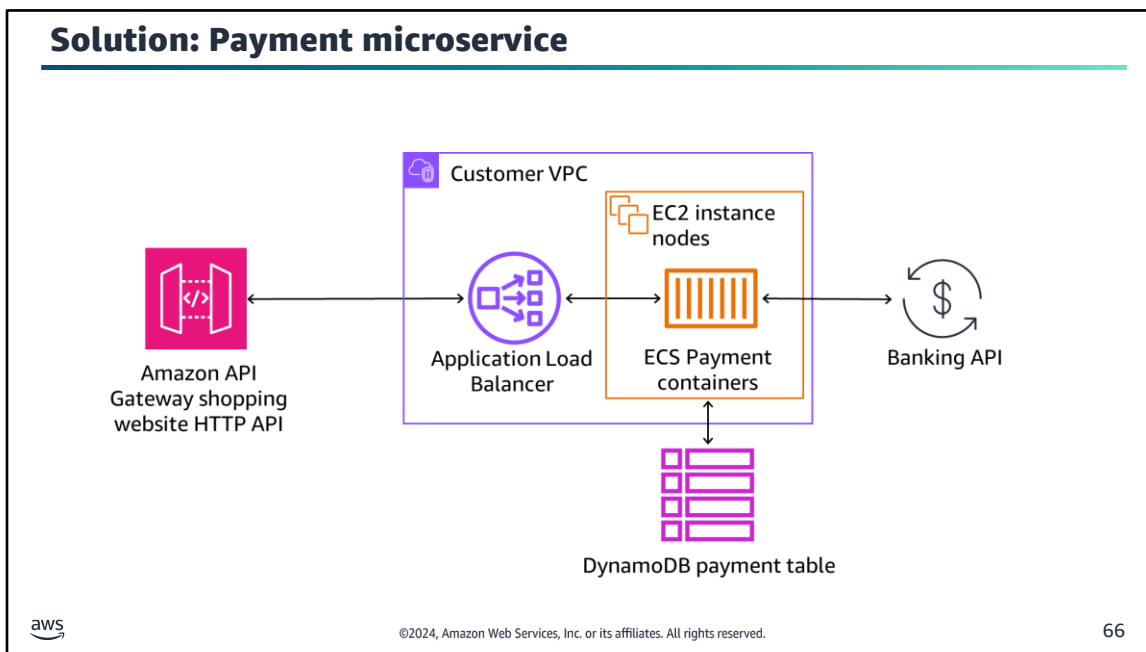 Solution: Payment microservice
Customer VPC
EC2 instance
nodes
</>
$
Amazon API
Gateway shopping
website HTTP API
Application Load
Balancer
ECS Payment
containers
Banking API
DynamoDB payment table
aws
©2024, Amazon Web Services, Inc. or its affiliates. All rights reserved.
66